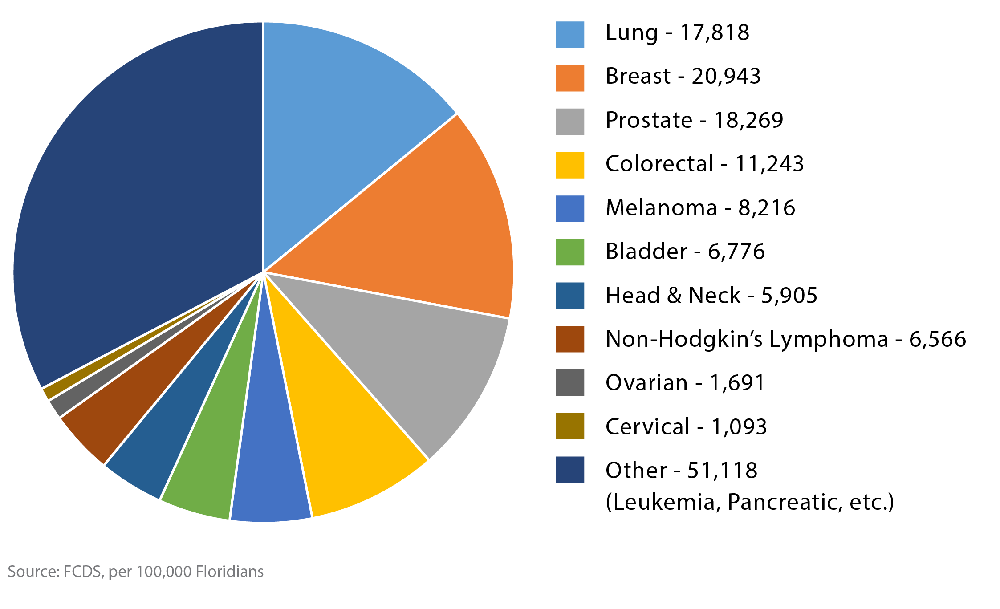 Lung - 17,818
Breast - 20,943
Prostate - 18,269
Colorectal - 11,243
Melanoma - 8,216
Bladder - 6,776
Head & Neck - 5,905
Non-Hodgkin’s Lymphoma - 6,566
Ovarian - 1,691
Cervical - 1,093
Other - 51,118
(Leukemia, Pancreatic, etc.)
Source: FCDS, per 100,000 Floridians